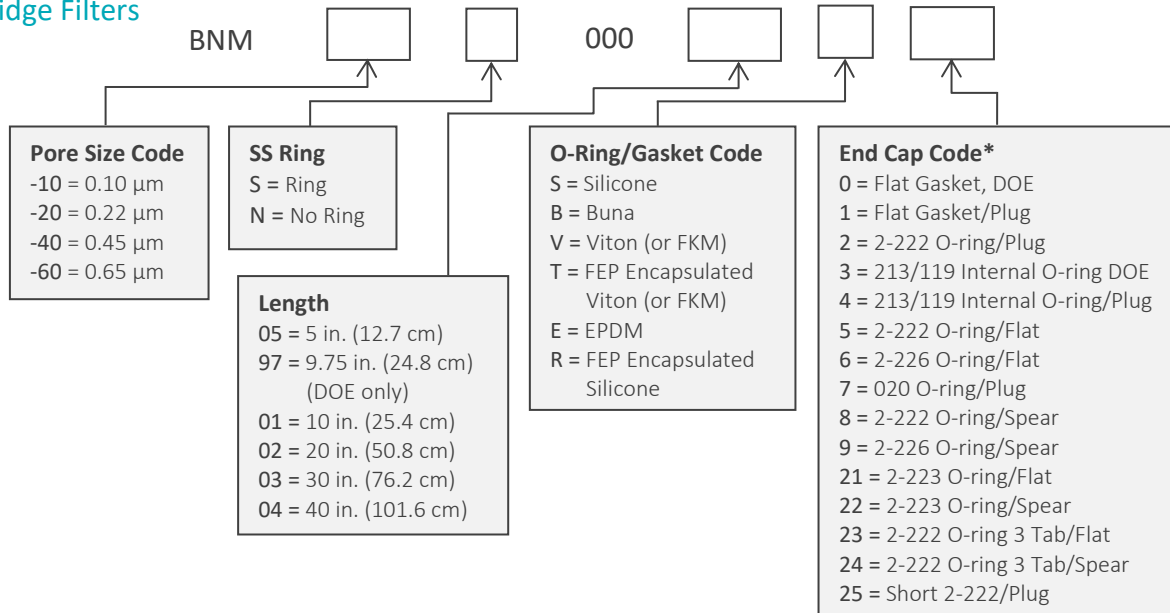 idge Filters
BNM
000
Pore Size Code
-10 = 0.10 µm
-20 = 0.22 µm
-40 = 0.45 µm
-60 = 0.65 µm
SS Ring
S = Ring
N = No Ring
Length
05 = 5 in. (12.7 cm)
97 = 9.75 in. (24.8 cm)
(DOE only)
01 = 10 in. (25.4 cm)
02 = 20 in. (50.8 cm)
03 = 30 in. (76.2 cm)
04 = 40 in. (101.6 cm)
O-Ring/Gasket Code
S = Silicone
B = Buna
V = Viton (or FKM)
T = FEP Encapsulated
Viton (or FKM)
E = EPDM
R = FEP Encapsulated
Silicone
End Cap Code*
0 = Flat Gasket, DOE
1 = Flat Gasket/Plug
2 = 2-222 O-ring/Plug
3 = 213/119 Internal O-ring DOE
4 = 213/119 Internal O-ring/Plug
5 = 2-222 O-ring/Flat
6 = 2-226 O-ring/Flat
7 = 020 O-ring/Plug
8 = 2-222 O-ring/Spear
9 = 2-226 O-ring/Spear
21 = 2-223 O-ring/Flat
22 = 2-223 O-ring/Spear
23 = 2-222 O-ring 3 Tab/Flat
24 = 2-222 O-ring 3 Tab/Spear
25 = Short 2-222/Plug